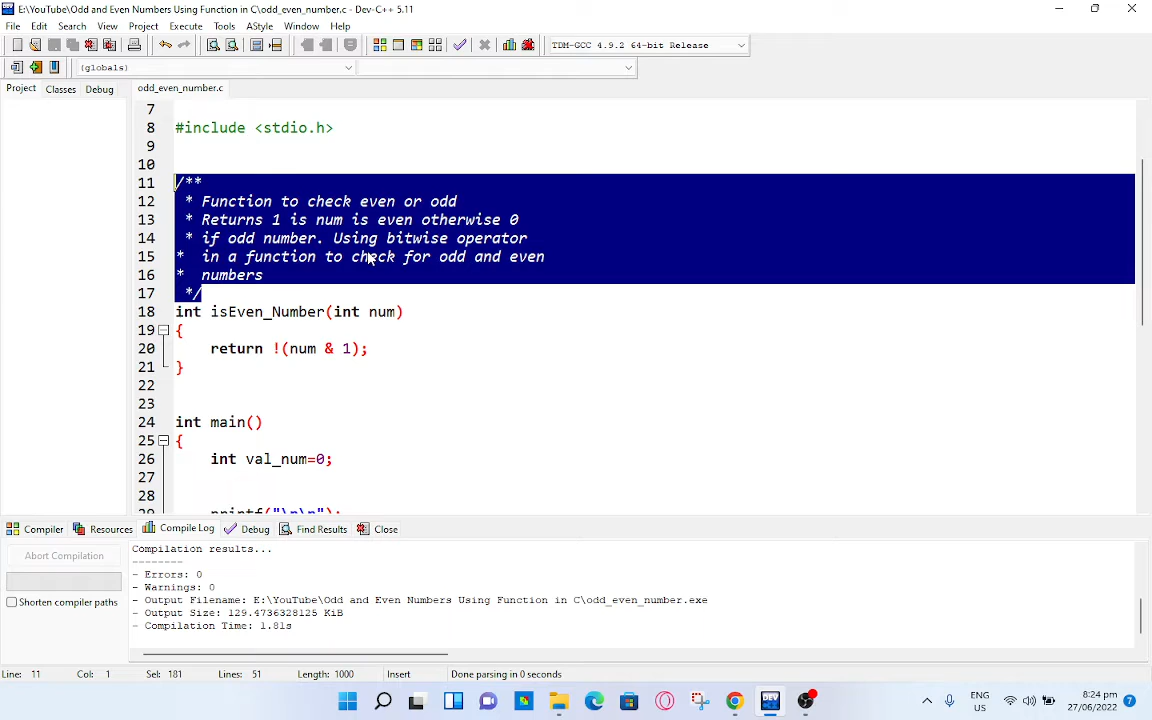 E:\YouTube\Odd and Even Numbers Using Function in C\odd_even_number.c - Dev-C++ 5.11
File Edit Search View Project Execute Tools AStyle Window Help
TDM-GCC 4.9.2 64-bit Release
(globals)
Project Classes Debug odd_even_number.c
7
8 #include <stdio.h>
9
10
11 /**
12 * Function to check even or odd
13 * Returns 1 is num is even otherwise 0
14 * if odd number. Using bitwise operator
15 * in a function to check for odd and even
16 * numbers
17 */
18 int isEven_Number(int num)
19 {
20 return !(num & 1);
21 }
22
23
24 int main()
25 {
26 int val_num=0;
27
28
29 printf("\n\n");
Compiler Resources Compile Log Debug Find Results Close
Abort Compilation
Shorten compiler paths
Compilation results...
--------
- Errors: 0
- Warnings: 0
- Output Filename: E:\YouTube\Odd and Even Numbers Using Function in C\odd_even_number.exe
- Output Size: 129.4736328125 KiB
- Compilation Time: 1.81s
Line: 11 Col: 1 Sel: 181 Lines: 51 Length: 1000 Insert Done parsing in 0 seconds
DEV
ENG
US
8:24 pm
27/06/2022
7